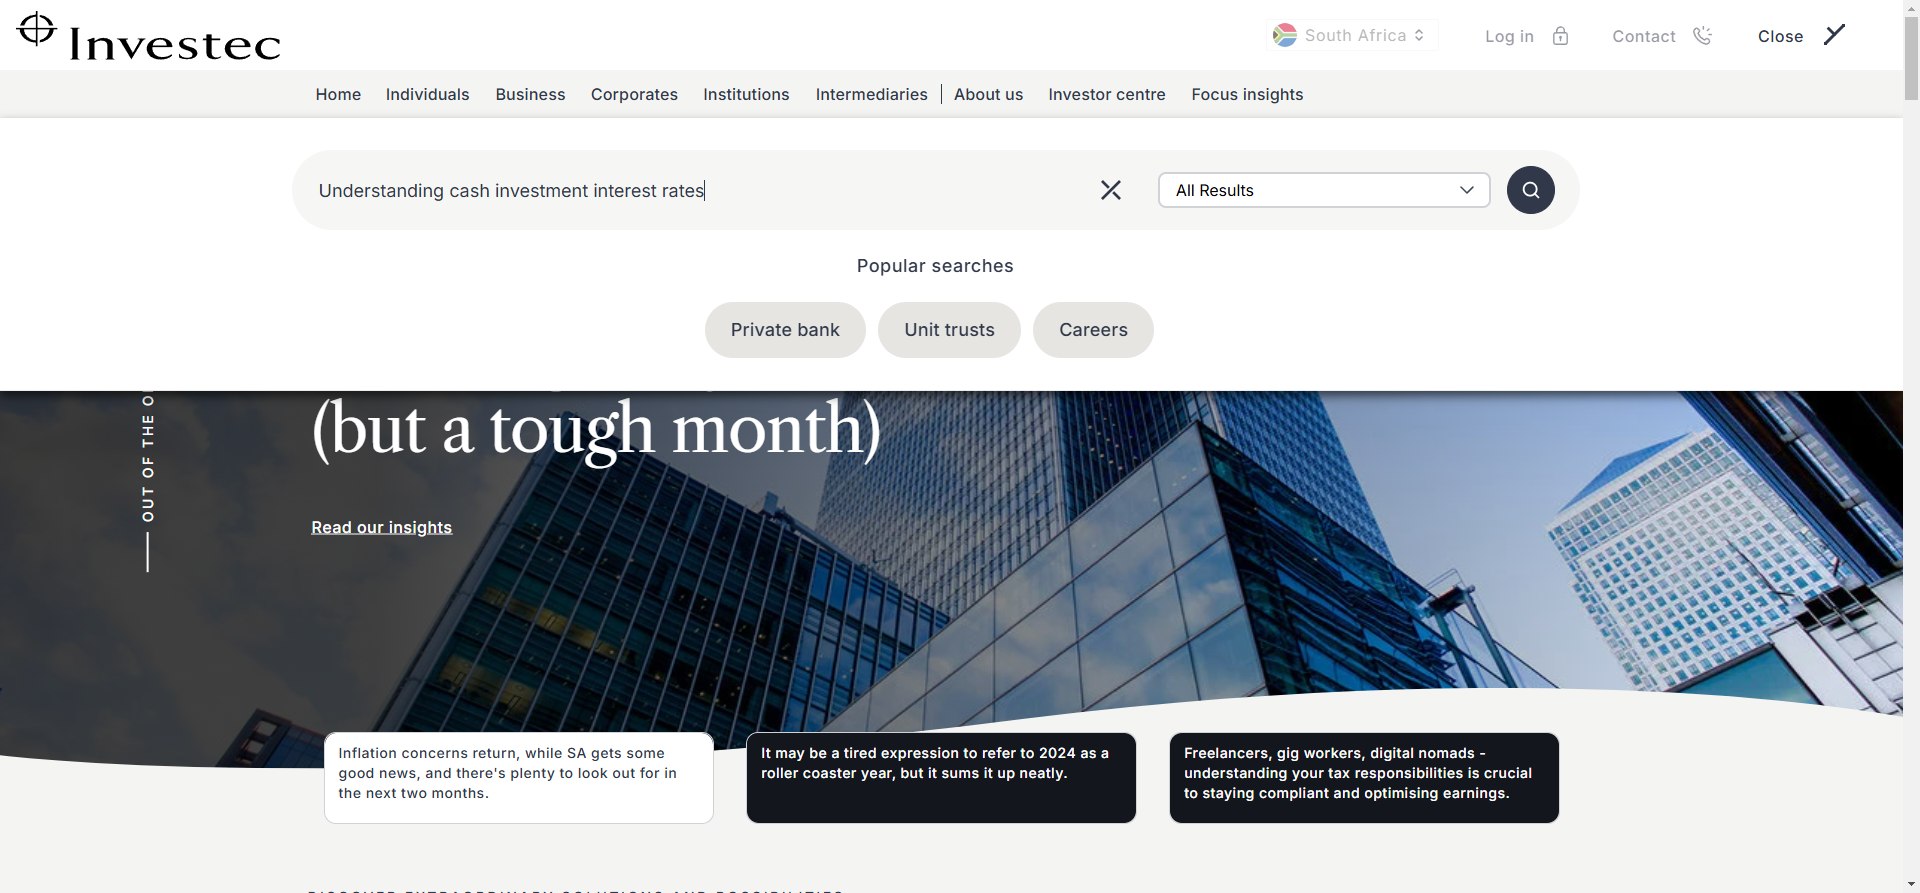 Investec
South Africa
Log in
Contact
Close
Home
Individuals
Business
Corporates
Institutions
Intermediaries
About us
Investor centre
Focus insights
Understanding cash investment interest rates
All Results
Popular searches
Private bank
Unit trusts
Careers
OUT OF THE O
(but a tough month)
Read our insights
Inflation concerns return, while SA gets some
good news, and there's plenty to look out for in
the next two months.
It may be a tired expression to refer to 2024 as a
roller coaster year, but it sums it up neatly.
Freelancers, gig workers, digital nomads -
understanding your tax responsibilities is crucial
to staying compliant and optimising earnings.
DISCOVER EXTRAORDINARY SOLUTIONS AND POSSIBILITIES